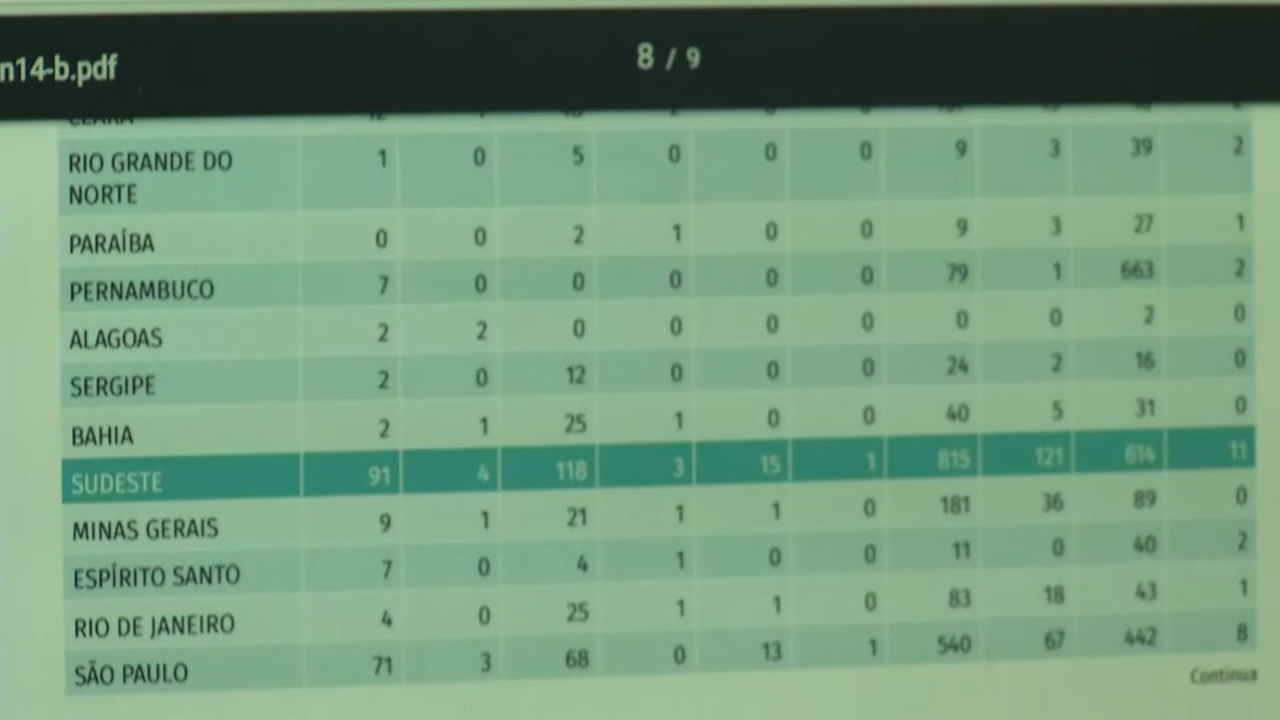 n14-b.pdf 8 / 9
CEARÁ
RIO GRANDE DO NORTE 1 0 5 0 0 0 9 3 39 2
PARAÍBA 0 0 2 1 0 0 9 3 27 1
PERNAMBUCO 7 0 0 0 0 0 79 1 663 2
ALAGOAS 2 2 0 0 0 0 0 0 2 0
SERGIPE 2 0 12 0 0 0 24 2 16 0
BAHIA 2 1 25 1 0 0 40 5 31 0
SUDESTE 91 4 118 3 15 1 815 121 614 11
MINAS GERAIS 9 1 21 1 1 0 181 36 89 0
ESPÍRITO SANTO 7 0 4 1 0 0 11 0 40 2
RIO DE JANEIRO 4 0 25 1 1 0 83 18 43 1
SÃO PAULO 71 3 68 0 13 1 540 67 442 8
Continua